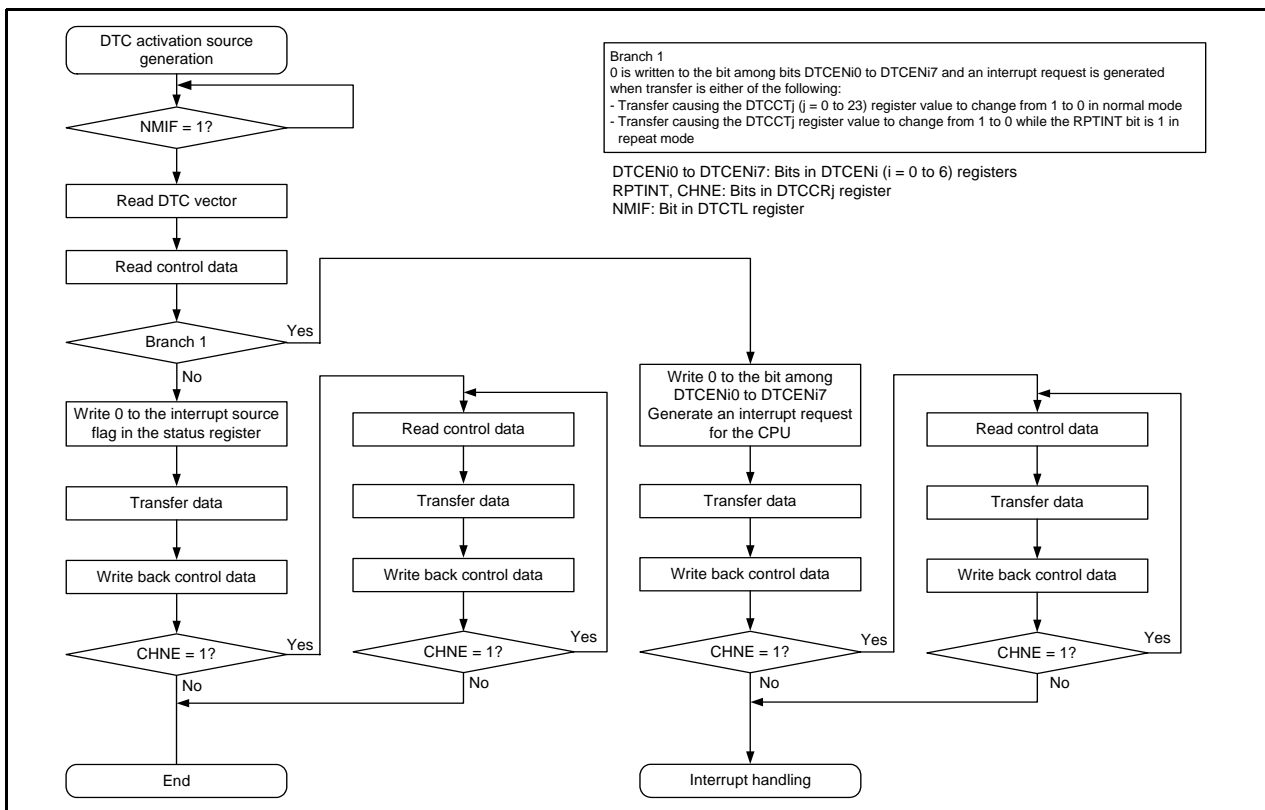 DTC activation source
generation
NMIF = 1?
Read DTC vector
Read control data
Branch 1
Yes
No
Write 0 to the interrupt source
flag in the status register
Transfer data
Write back control data
CHNE = 1?
Yes
No
End
Read control data
Transfer data
Write back control data
CHNE = 1?
Yes
No
Branch 1
0 is written to the bit among bits DTCENi0 to DTCENi7 and an interrupt request is generated
when transfer is either of the following:
- Transfer causing the DTCCTj (j = 0 to 23) register value to change from 1 to 0 in normal mode
- Transfer causing the DTCCTj register value to change from 1 to 0 while the RPTINT bit is 1 in
repeat mode
DTCENi0 to DTCENi7: Bits in DTCENi (i = 0 to 6) registers
RPTINT, CHNE: Bits in DTCCRj register
NMIF: Bit in DTCTL register
Write 0 to the bit among
DTCENi0 to DTCENi7
Generate an interrupt request
for the CPU
Transfer data
Write back control data
CHNE = 1?
Yes
No
Interrupt handling
Read control data
Transfer data
Write back control data
CHNE = 1?
Yes
No